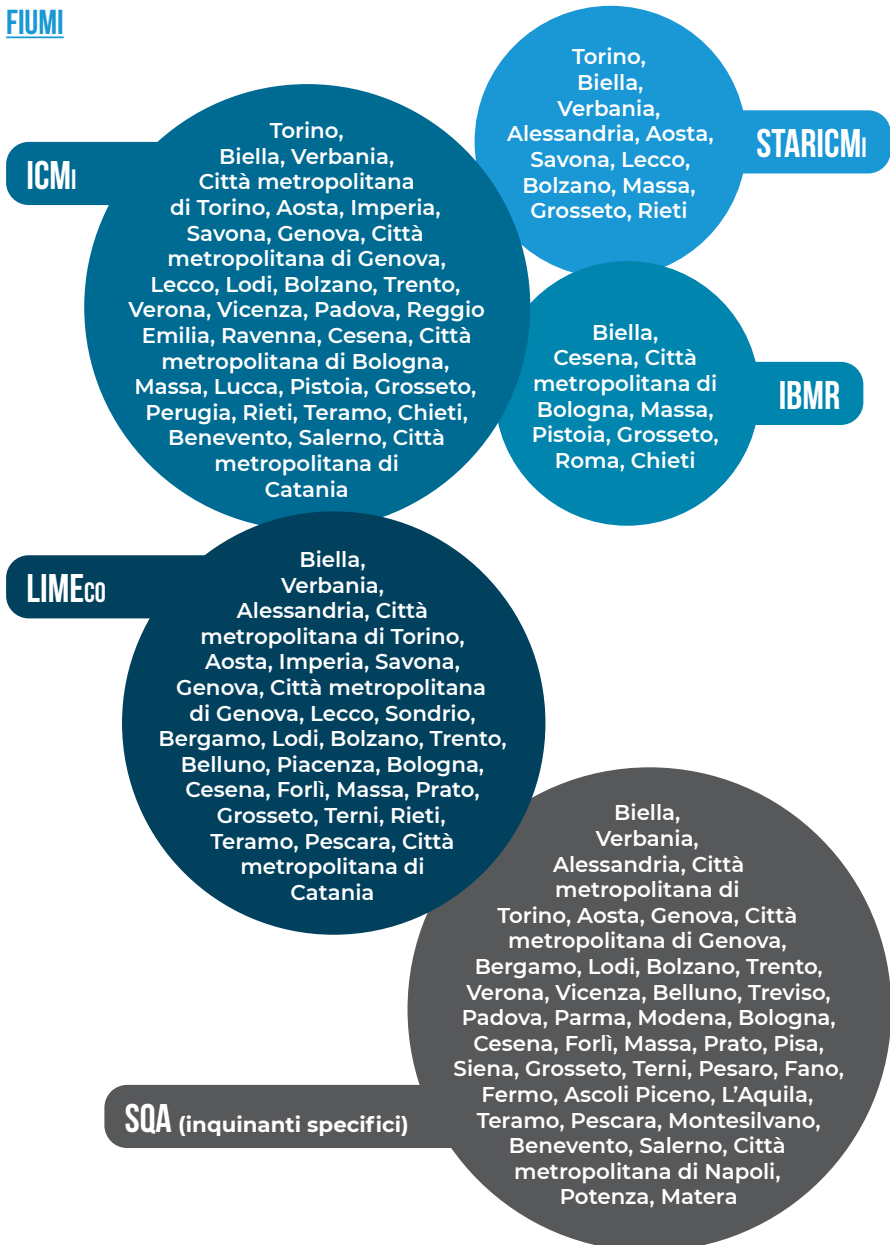 FIUMI
ICMi
Torino,
Biella, Verbania,
Città metropolitana
di Torino, Aosta, Imperia,
Savona, Genova, Città
metropolitana di Genova,
Lecco, Lodi, Bolzano, Trento,
Verona, Vicenza, Padova, Reggio
Emilia, Ravenna, Cesena, Città
metropolitana di Bologna,
Massa, Lucca, Pistoia, Grosseto,
Perugia, Rieti, Teramo, Chieti,
Benevento, Salerno, Città
metropolitana di
Catania
Torino,
Biella,
Verbania,
Alessandria, Aosta,
Savona, Lecco,
Bolzano, Massa,
Grosseto, Rieti
STARICMi
Biella,
Cesena, Città
metropolitana di
Bologna, Massa,
Pistoia, Grosseto,
Roma, Chieti
IBMR
LIMECO
Biella,
Verbania,
Alessandria, Città
metropolitana di Torino,
Aosta, Imperia, Savona,
Genova, Città metropolitana
di Genova, Lecco, Sondrio,
Bergamo, Lodi, Bolzano, Trento,
Belluno, Piacenza, Bologna,
Cesena, Forlì, Massa, Prato,
Grosseto, Terni, Rieti,
Teramo, Pescara, Città
metropolitana di
Catania
SQA (inquinanti specifici)
Biella,
Verbania,
Alessandria, Città
metropolitana di
Torino, Aosta, Genova, Città
metropolitana di Genova,
Bergamo, Lodi, Bolzano, Trento,
Verona, Vicenza, Belluno, Treviso,
Padova, Parma, Modena, Bologna,
Cesena, Forlì, Massa, Prato, Pisa,
Siena, Grosseto, Terni, Pesaro, Fano,
Fermo, Ascoli Piceno, L'Aquila,
Teramo, Pescara, Montesilvano,
Benevento, Salerno, Città
metropolitana di Napoli,
Potenza, Matera